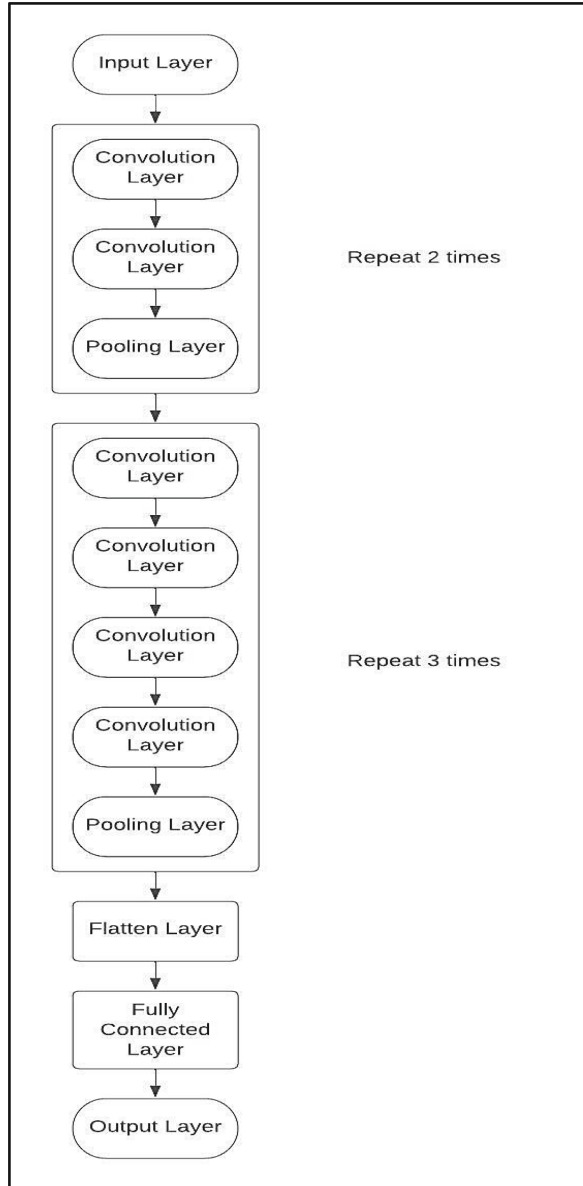 Input Layer
Convolution
Layer
Convolution
Layer
Repeat 2 times
Pooling Layer
Convolution
Layer
Convolution
Layer
Convolution
Layer
Repeat 3 times
Convolution
Layer
Pooling Layer
Flatten Layer
Fully
Connected
Layer
Output Layer